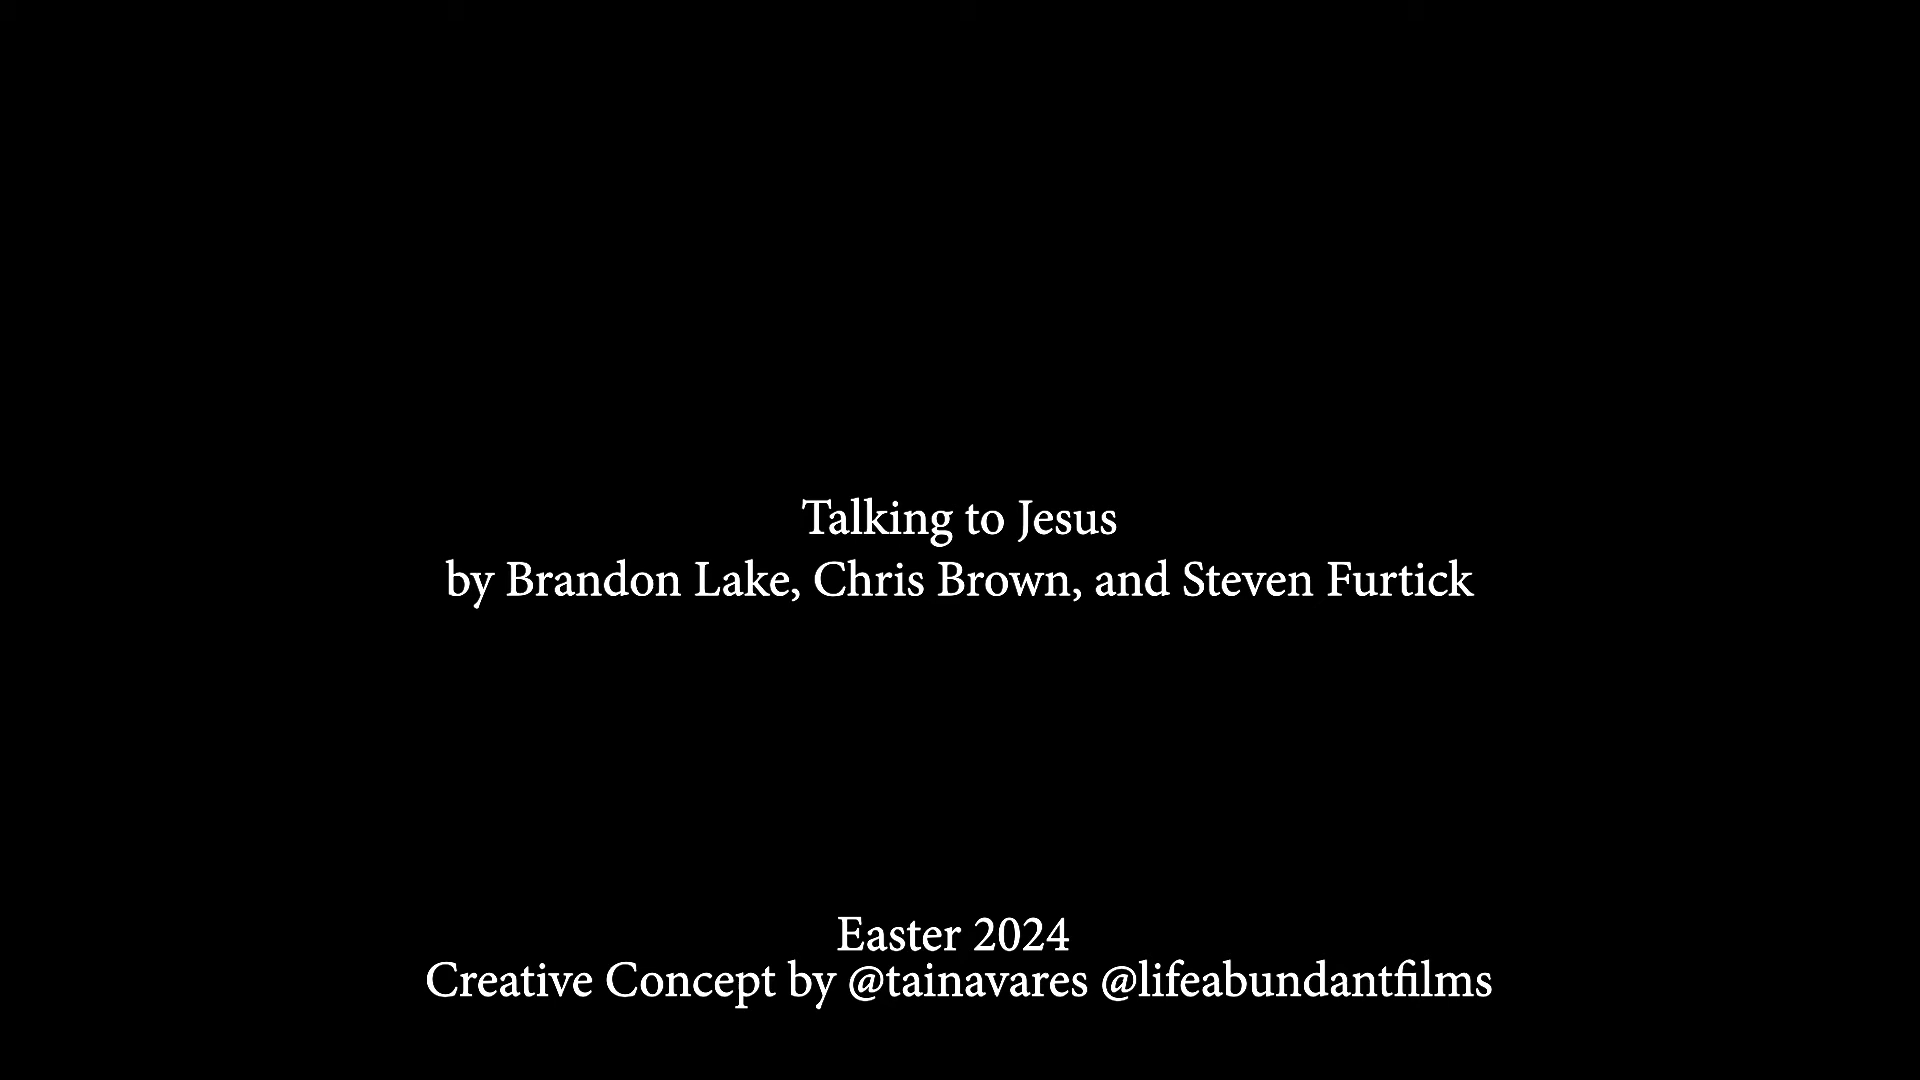 Talking to Jesus
by Brandon Lake, Chris Brown, and Steven Furtick
Easter 2024
Creative Concept by @tainavares @lifeabundantfilms